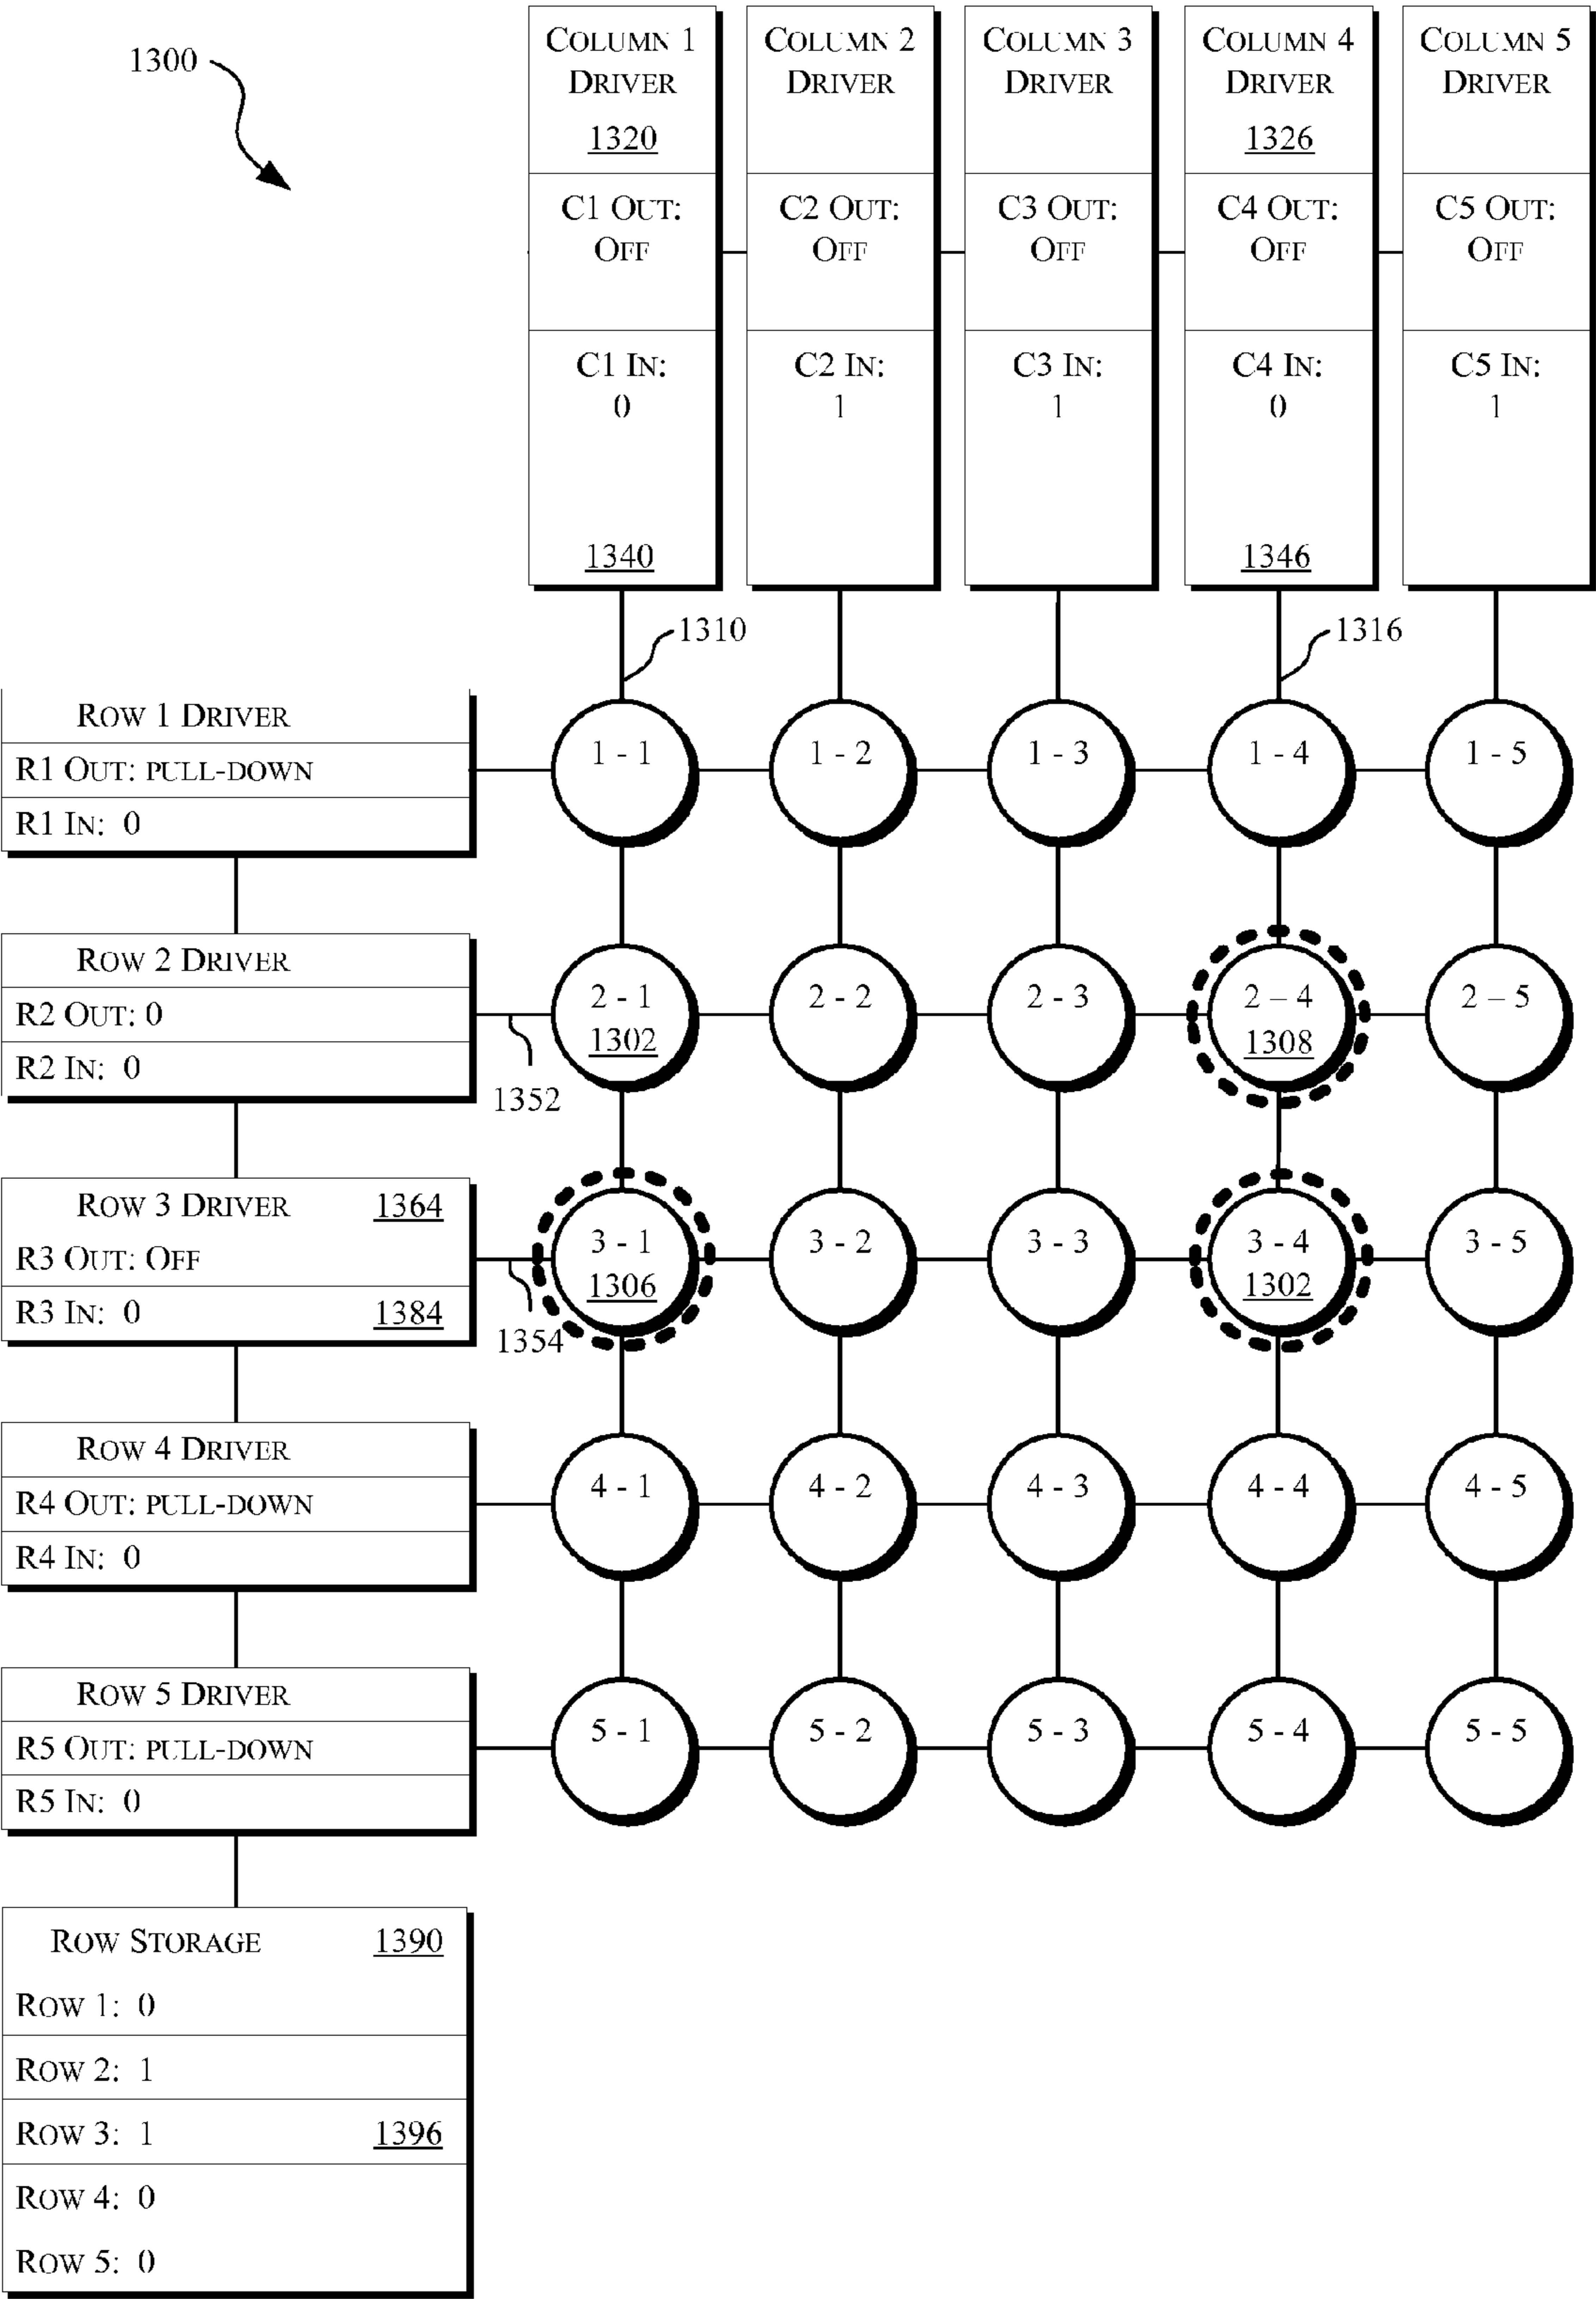 1300
COLUMN 1
DRIVER
1320
C1 OUT:
OFF
C1 IN:
0
1340
COLUMN 2
DRIVER
C2 OUT:
OFF
C2 IN:
1
COLUMN 3
DRIVER
C3 OUT:
OFF
C3 IN:
1
COLUMN 4
DRIVER
1326
C4 OUT:
OFF
C4 IN:
0
1346
COLUMN 5
DRIVER
C5 OUT:
OFF
C5 IN:
1
1310
1316
ROW 1 DRIVER
R1 OUT: PULL-DOWN
R1 IN: 0
1 - 1
1 - 2
1 - 3
1 - 4
1 - 5
ROW 2 DRIVER
R2 OUT: 0
R2 IN: 0
1352
2 - 1
1302
2 - 2
2 - 3
2 – 4
1308
2 – 5
ROW 3 DRIVER 1364
R3 OUT: OFF
R3 IN: 0 1384
1354
3 - 1
1306
3 - 2
3 - 3
3 - 4
1302
3 - 5
ROW 4 DRIVER
R4 OUT: PULL-DOWN
R4 IN: 0
4 - 1
4 - 2
4 - 3
4 - 4
4 - 5
ROW 5 DRIVER
R5 OUT: PULL-DOWN
R5 IN: 0
5 - 1
5 - 2
5 - 3
5 - 4
5 - 5
ROW STORAGE 1390
ROW 1: 0
ROW 2: 1
ROW 3: 1 1396
ROW 4: 0
ROW 5: 0